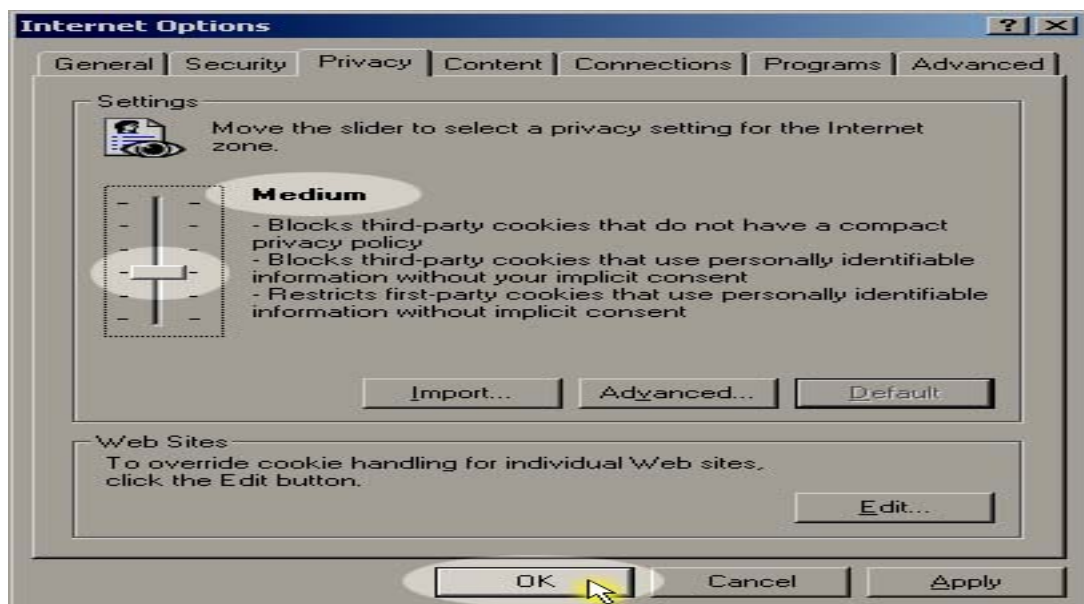 Internet Options
General Security Privacy Content Connections Programs Advanced
Settings
Move the slider to select a privacy setting for the Internet
zone.
Medium
- Blocks third-party cookies that do not have a compact
privacy policy
- Blocks third-party cookies that use personally identifiable
information without your implicit consent
- Restricts first-party cookies that use personally identifiable
information without implicit consent
Import... Advanced... Default
Web Sites
To override cookie handling for individual Web sites,
click the Edit button.
Edit...
OK Cancel Apply